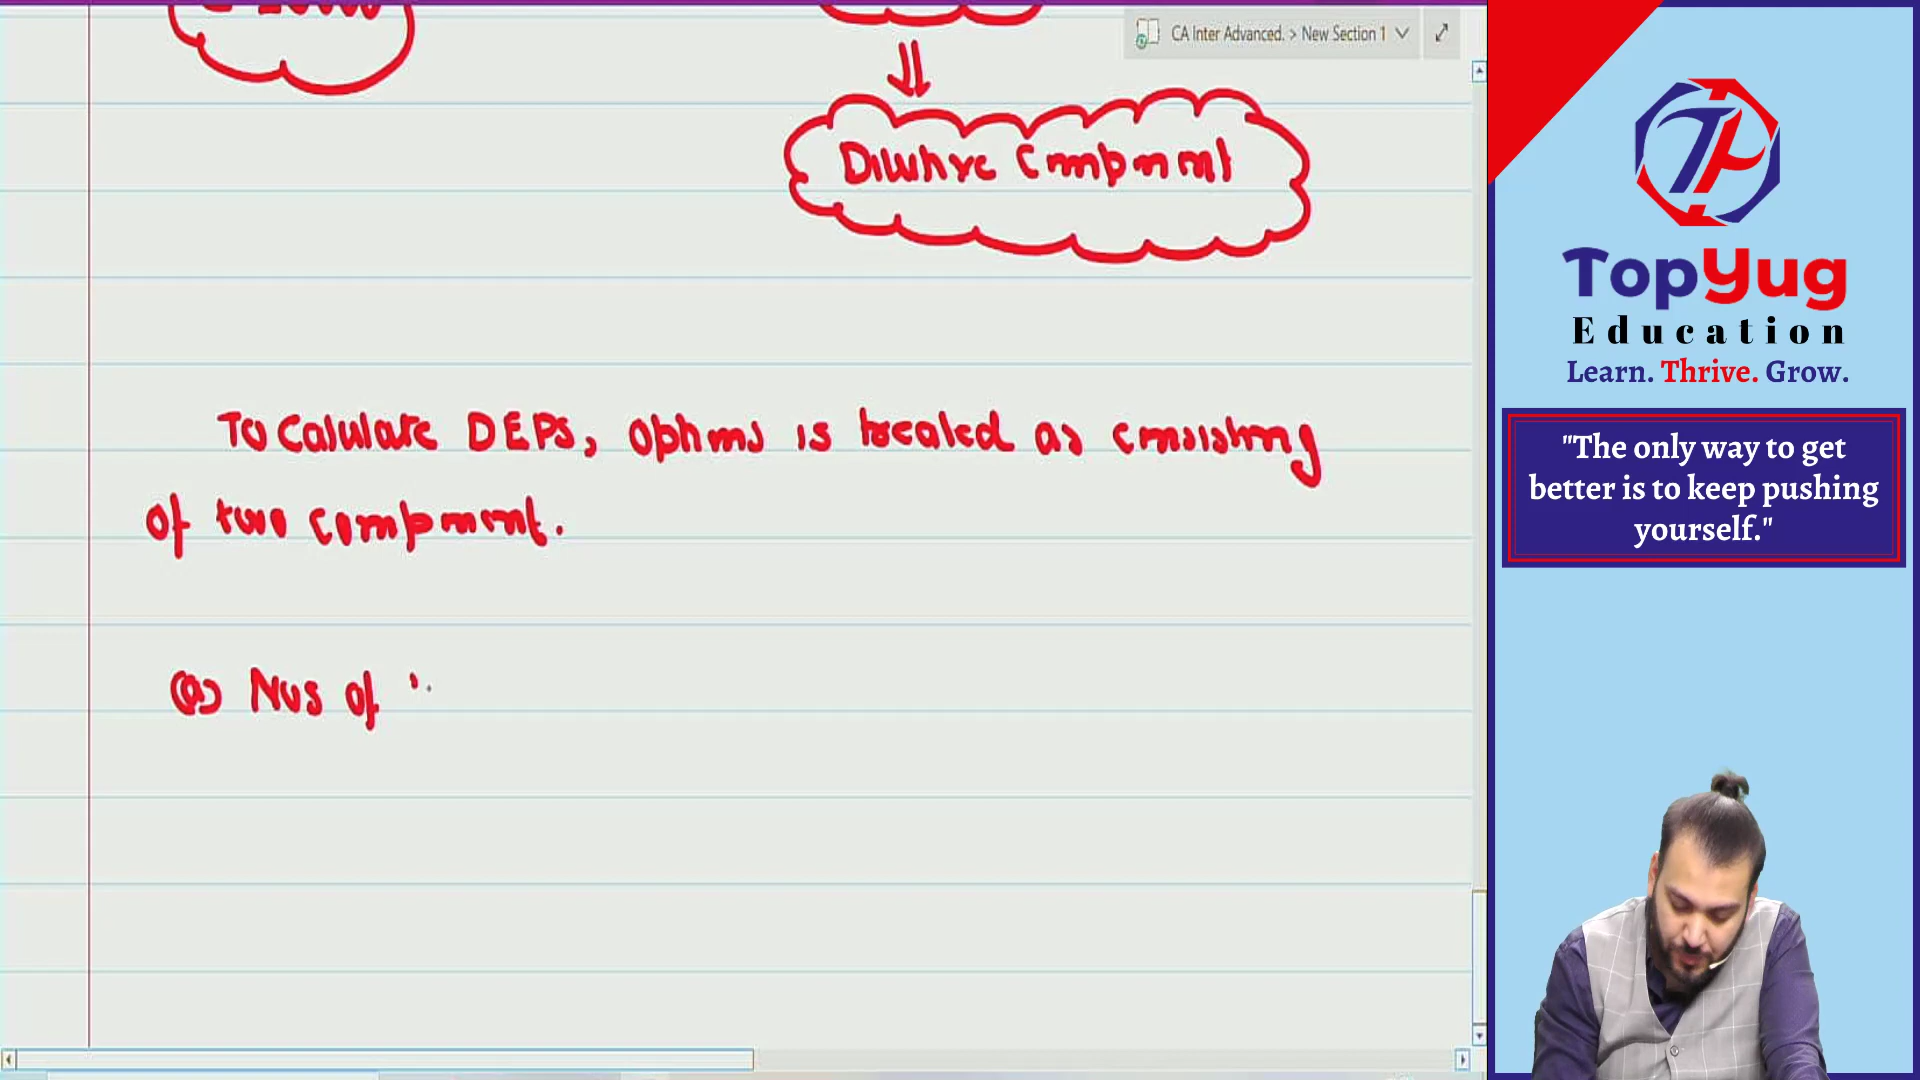 CA Inter Advanced. > New Section 1
Dilutive Component
To Calulate DEPS, Options is treated as consisting
of two component.
(a) Nos of
TopYug
Education
Learn. Thrive. Grow.
"The only way to get
better is to keep pushing
yourself."